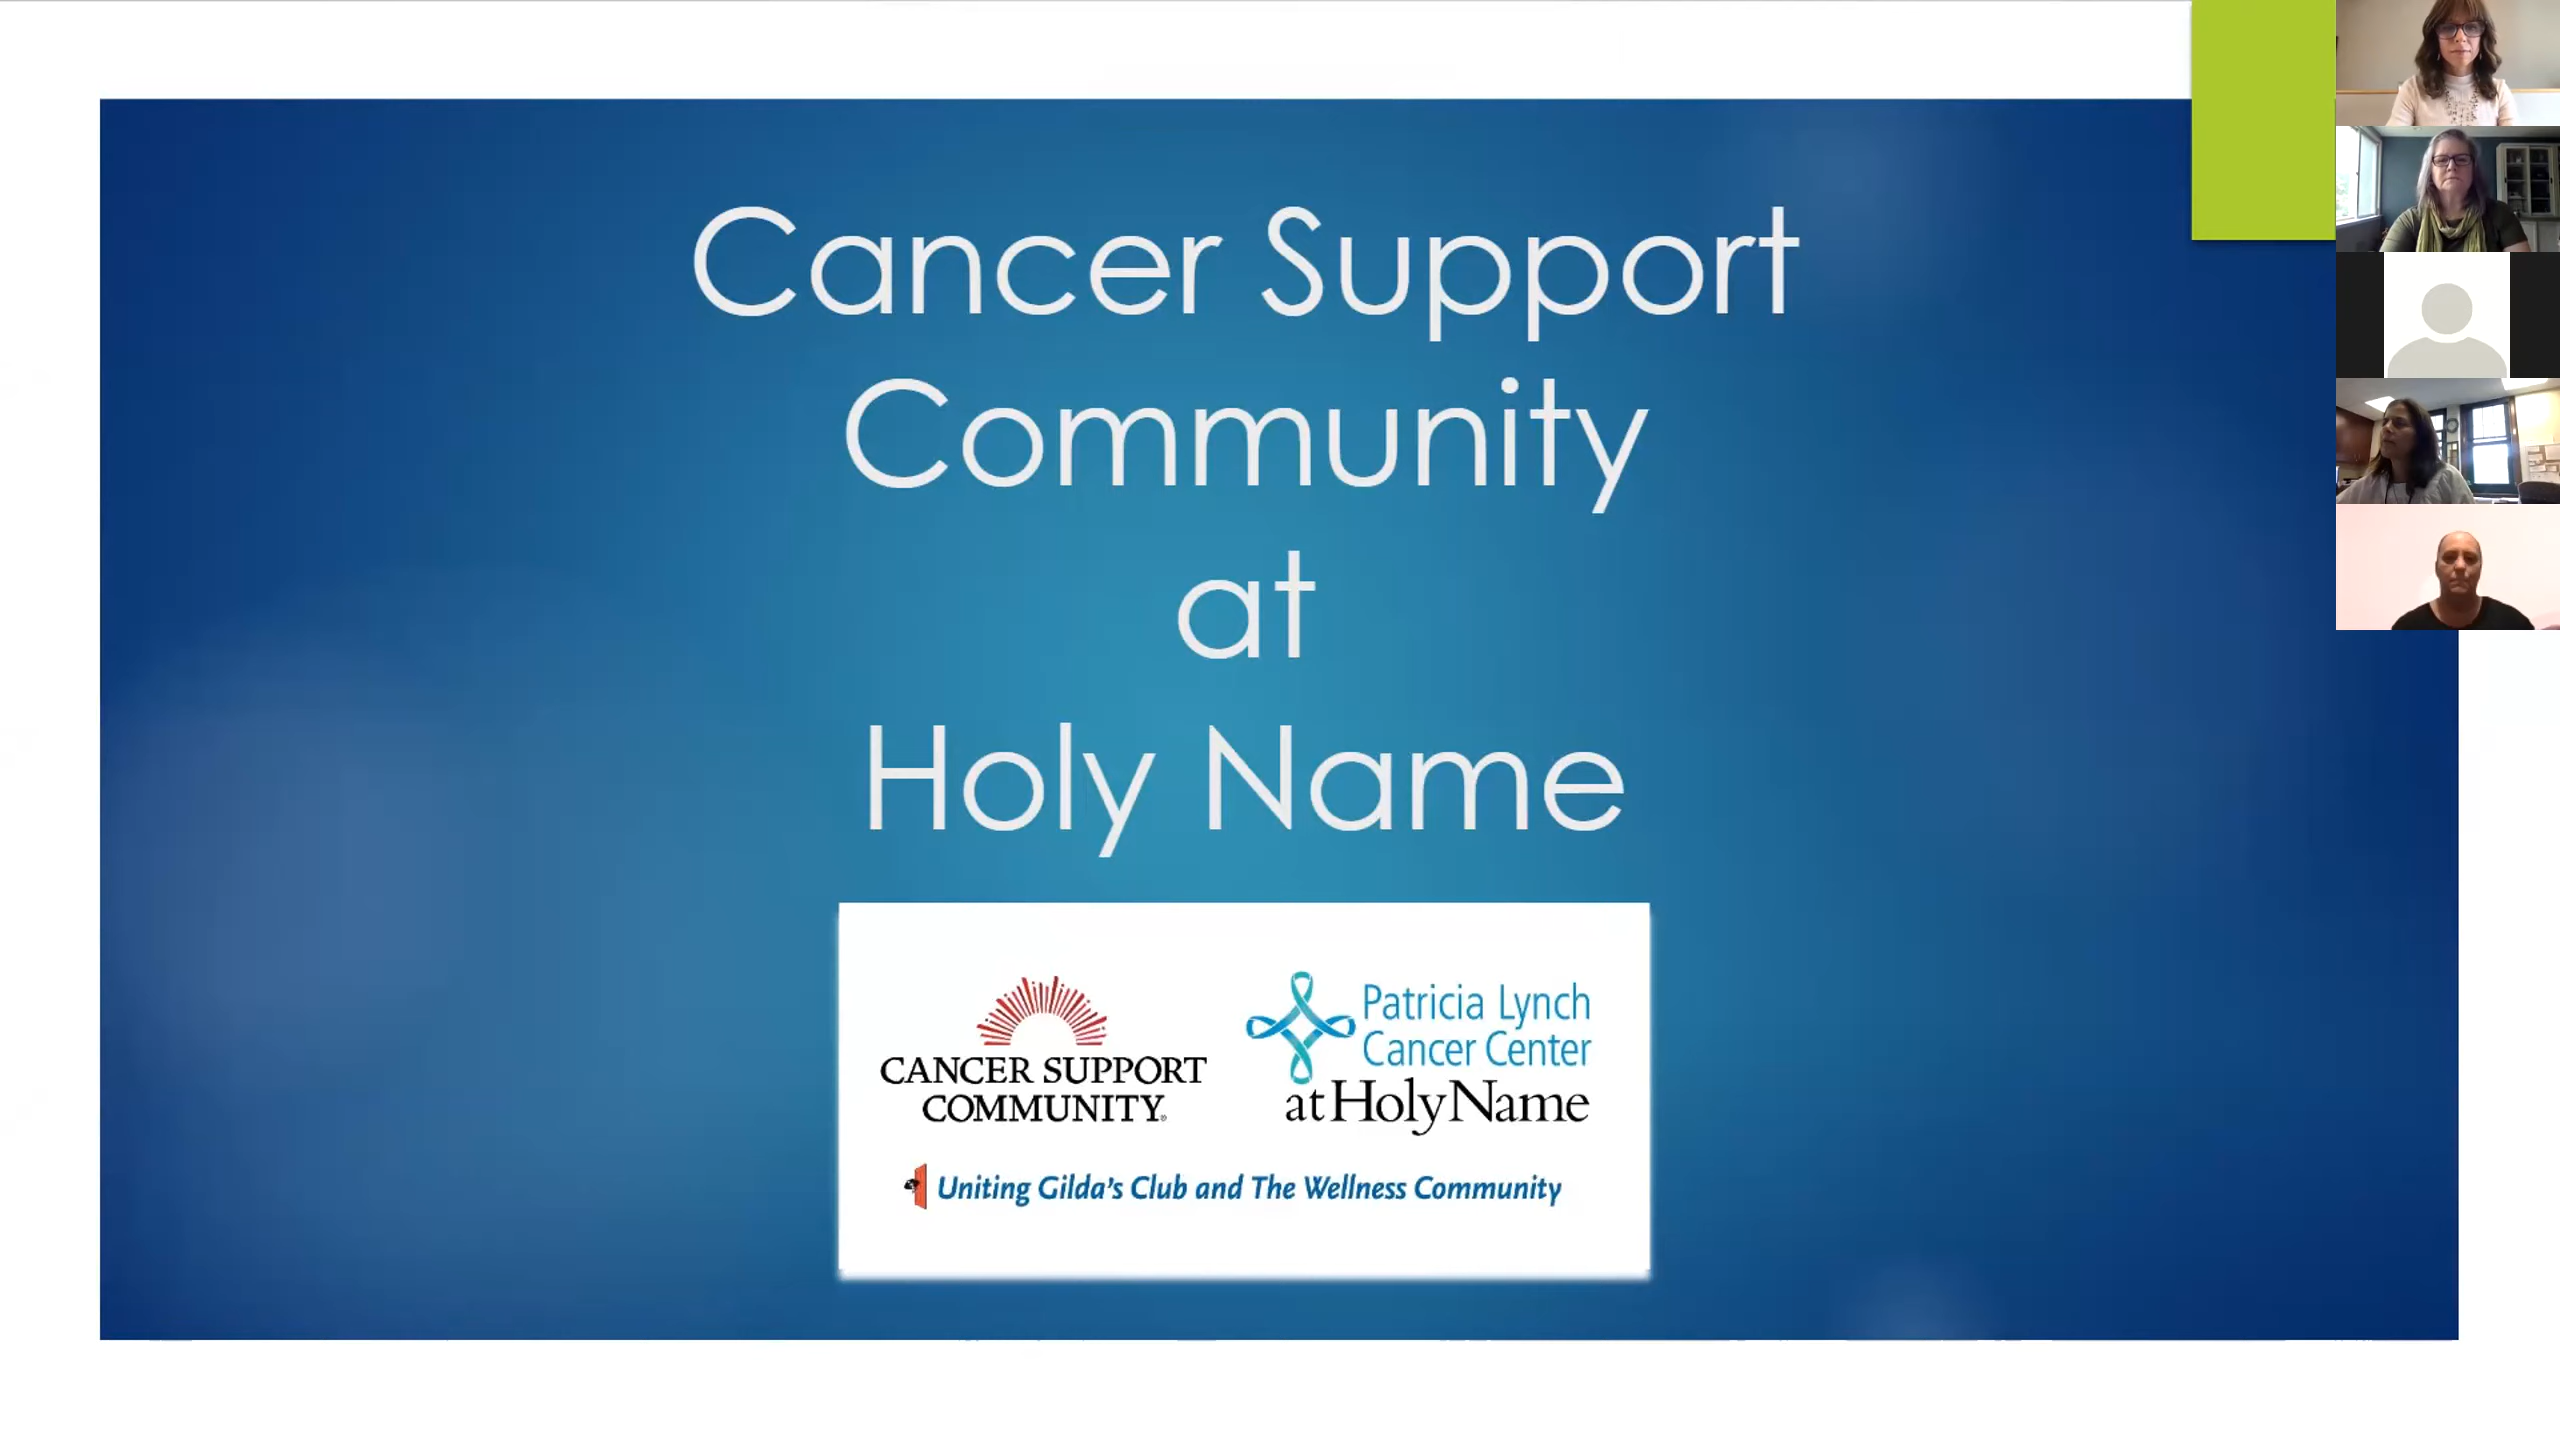 Cancer Support
Community
at
Holy Name
CANCER SUPPORT
COMMUNITY®
Patricia Lynch
Cancer Center
at Holy Name
Uniting Gilda's Club and The Wellness Community